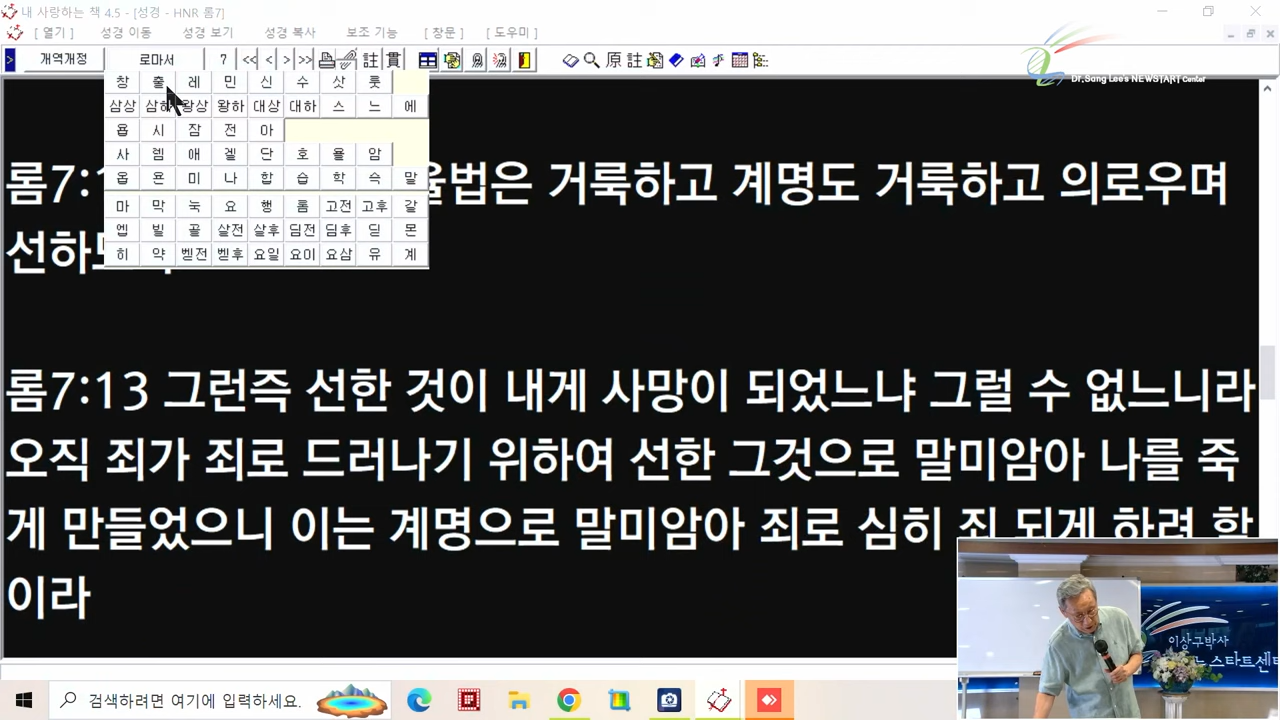 내 사랑하는 책 4.5 - [성경 - HNR 롬7]
[ 열기 ] 성경 이동 성경 보기 성경 복사 보조 기능 [ 창문 ] [ 도우미 ]
> 개역개정 로마서 ? << < > >> 註 貫 原 註
Dr.Sang Lee's NEWSTART Center
창 출 레 민 신 수 삿 룻
삼상 삼하 왕상 왕하 대상 대하 스 느 에
욥 시 잠 전 마
사 렘 애 겔 단 호 욜 암
옵 욘 미 나 합 습 학 슥 말
마 막 눅 요 행 롬 고전 고후 갈
엡 빌 골 살전 살후 딤전 딤후 딛 몬
히 약 벧전 벧후 요일 요이 요삼 유 계
롬7:1 율법은 거룩하고 계명도 거룩하고 의로우며
선하
롬7:13 그런즉 선한 것이 내게 사망이 되었느냐 그럴 수 없느니라
오직 죄가 죄로 드러나기 위하여 선한 그것으로 말미암아 나를 죽
게 만들었으니 이는 계명으로 말미암아 죄로 심히 죄 되게 하려 함
이라
이상구박사
뉴스타트센터
검색하려면 여기에 입력하세요.